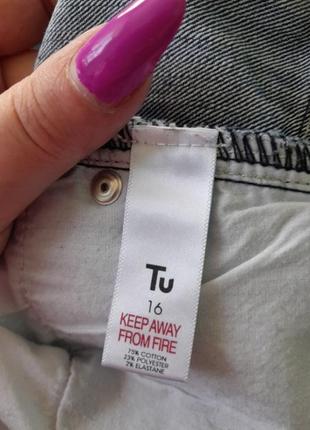 Tu
16
KEEP AWAY
FROM FIRE
75% COTTON
23% POLYESTER
2% ELASTANE